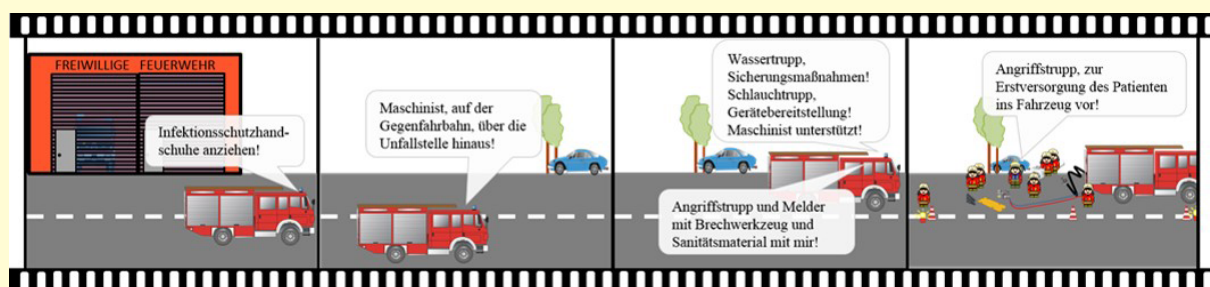 FREIWILLIGE FEUERWEHR
Infektionsschutzhand-
schuhe anziehen!
Maschinist, auf der
Gegenfahrbahn, über die
Unfallstelle hinaus!
Wassertrupp,
Sicherungsmaßnahmen!
Schlauchtrupp,
Gerätebereitstellung!
Maschinist unterstützt!
Angriffstrupp und Melder
mit Brechwerkzeug und
Sanitätsmaterial mit mir!
Angriffstrupp, zur
Erstversorgung des Patienten
ins Fahrzeug vor!